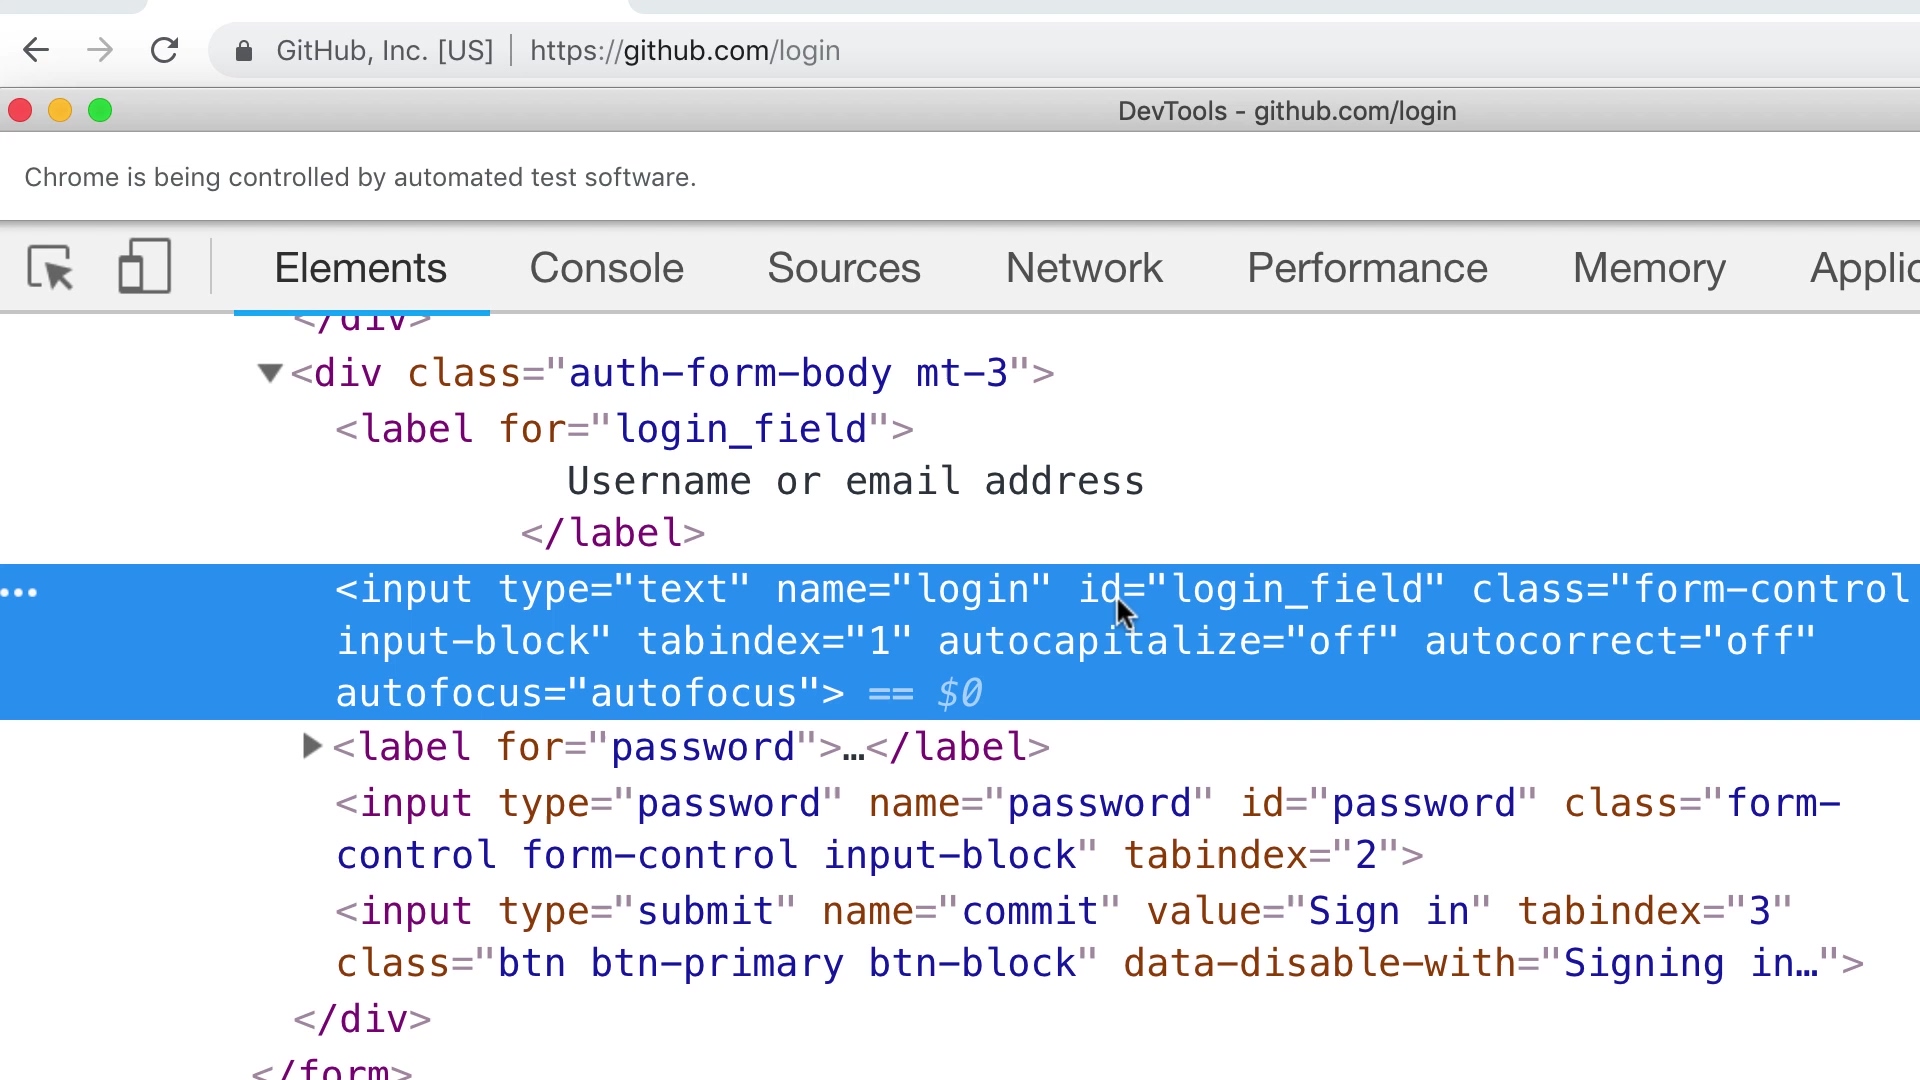 GitHub, Inc. [US] | https://github.com/login
DevTools - github.com/login
Chrome is being controlled by automated test software.
Elements Console Sources Network Performance Memory Applic
</div>
<div class="auth-form-body mt-3">
<label for="login_field">
Username or email address
</label>
<input type="text" name="login" id="login_field" class="form-control
input-block" tabindex="1" autocapitalize="off" autocorrect="off"
autofocus="autofocus"> == $0
<label for="password">…</label>
<input type="password" name="password" id="password" class="form-
control form-control input-block" tabindex="2">
<input type="submit" name="commit" value="Sign in" tabindex="3"
class="btn btn-primary btn-block" data-disable-with="Signing in…">
</div>
</form>